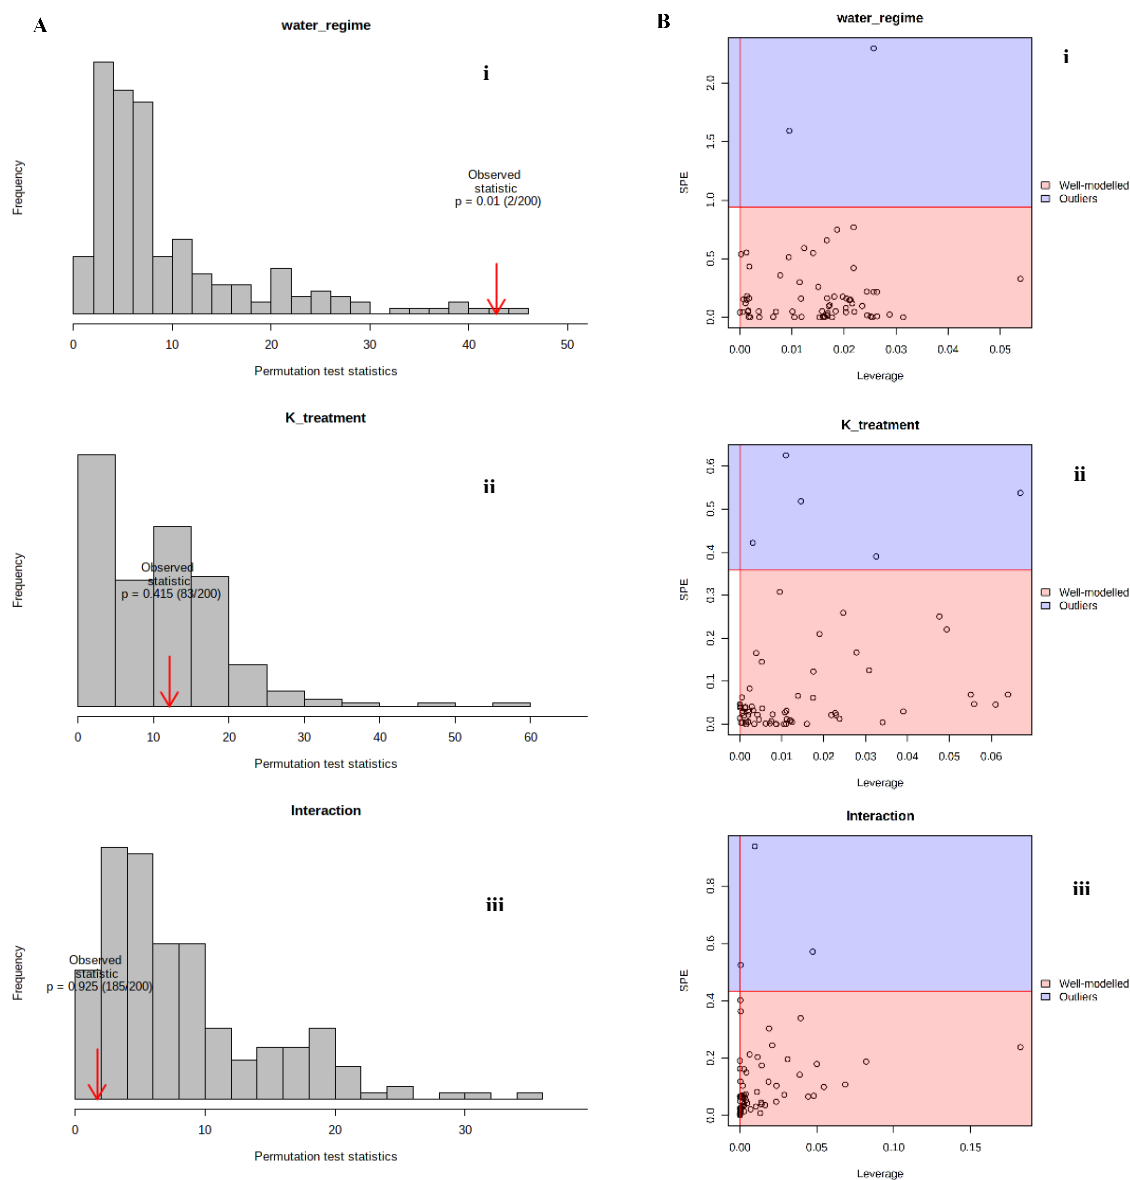 A
water_regime
i
Frequency
Observed
statistic
p = 0.01 (2/200)
0 10 20 30 40 50
Permutation test statistics
K_treatment
ii
Frequency
Observed
statistic
p = 0.415 (83/200)
0 10 20 30 40 50 60
Permutation test statistics
Interaction
iii
Frequency
Observed
statistic
p = 0.925 (185/200)
0 10 20 30
Permutation test statistics
B
water_regime
i
SPE
2.0
1.5
1.0
0.5
0.0
Well-modelled
Outliers
0.00 0.01 0.02 0.03 0.04 0.05
Leverage
K_treatment
ii
SPE
0.6
0.5
0.4
0.3
0.2
0.1
0.0
Well-modelled
Outliers
0.00 0.01 0.02 0.03 0.04 0.05 0.06
Leverage
Interaction
iii
SPE
0.8
0.6
0.4
0.2
0.0
Well-modelled
Outliers
0.00 0.05 0.10 0.15
Leverage